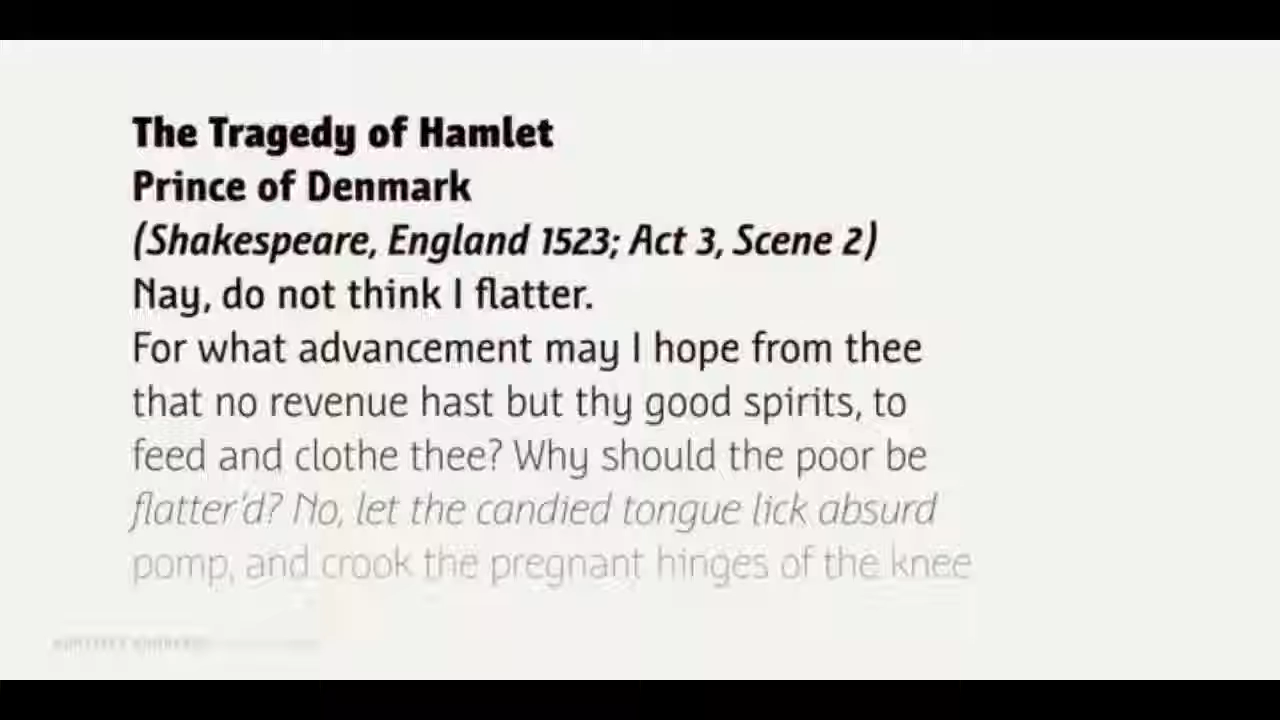 The Tragedy of Hamlet
Prince of Denmark
(Shakespeare, England 1523; Act 3, Scene 2)
Nay, do not think I flatter.
For what advancement may I hope from thee
that no revenue hast but thy good spirits, to
feed and clothe thee? Why should the poor be
flatter'd? No, let the candied tongue lick absurd
pomp, and crook the pregnant hinges of the knee